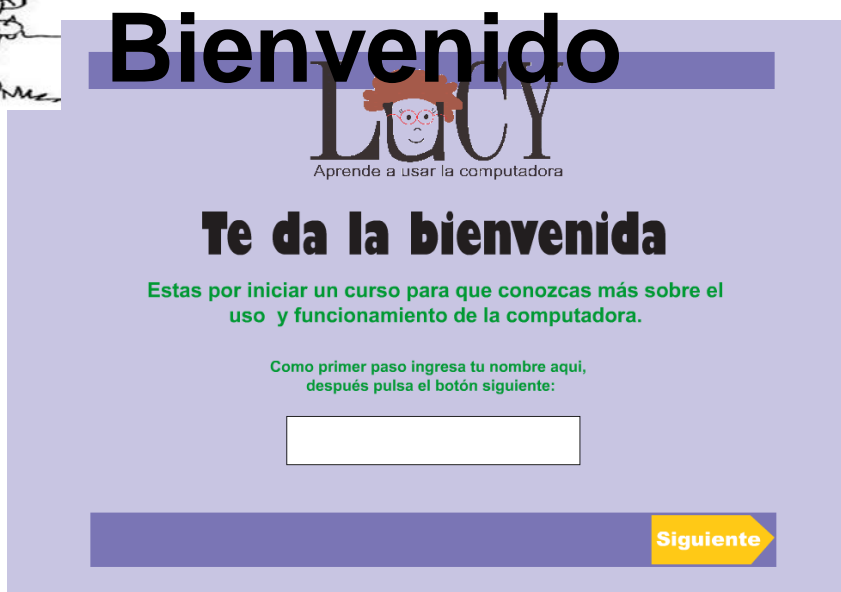 Bienvenido
LuCY
Aprende a usar la computadora
Te da la bienvenida
Estas por iniciar un curso para que conozcas más sobre el
uso y funcionamiento de la computadora.
Como primer paso ingresa tu nombre aqui,
después pulsa el botón siguiente:
Siguiente